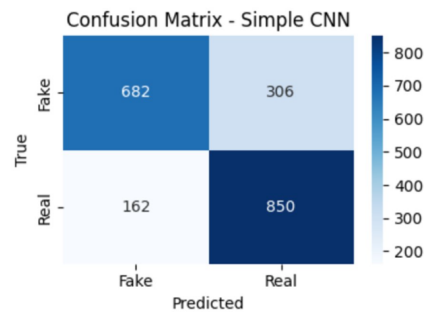 Confusion Matrix - Simple CNN
True
Fake
682
306
Real
162
850
Fake
Real
Predicted
800
700
600
500
400
300
200